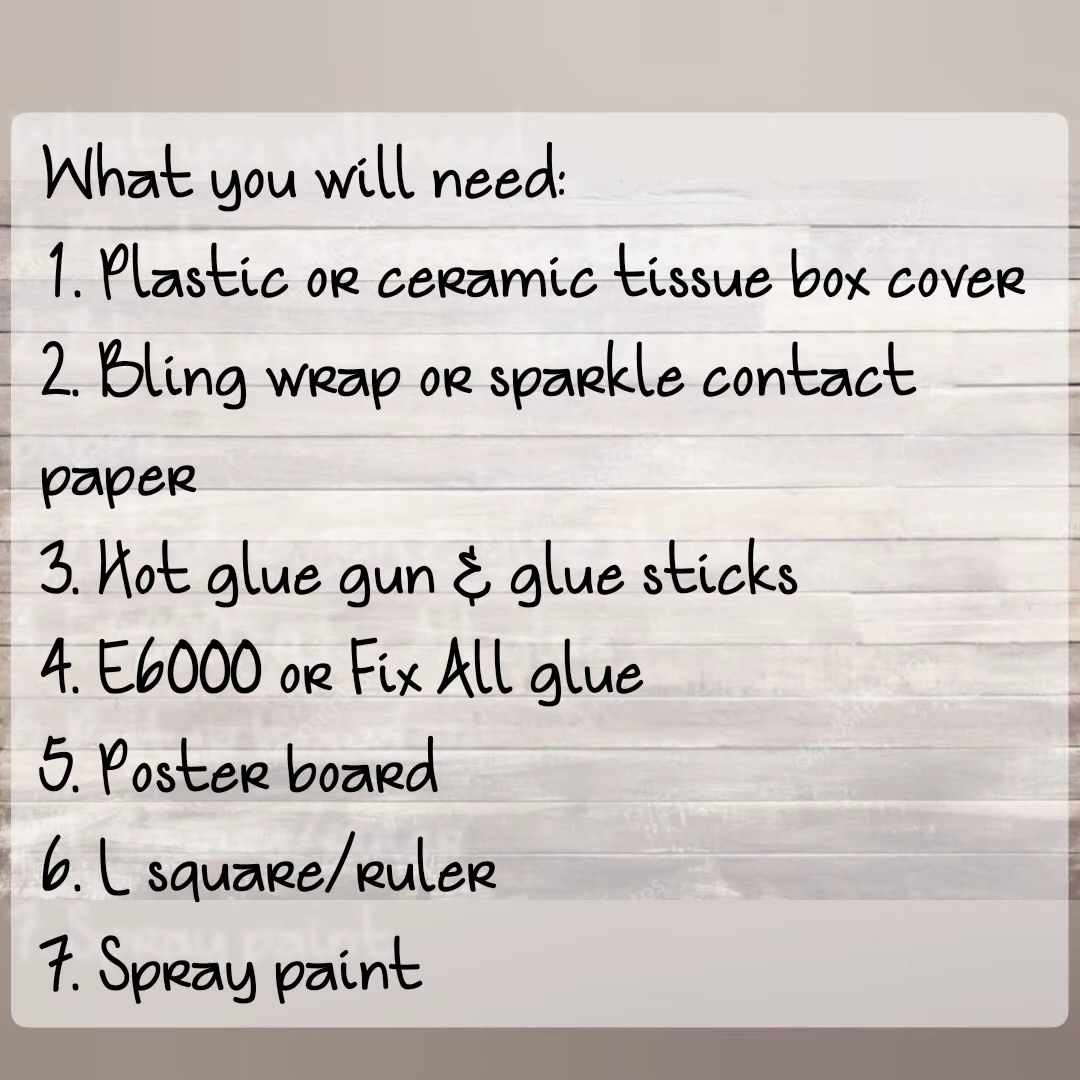 What you will need:
1. Plastic or ceramic tissue box cover
2. Bling wrap or sparkle contact
paper
3. Hot glue gun & glue sticks
4. E6000 or Fix All glue
5. Poster board
6. L square/ruler
7. Spray paint